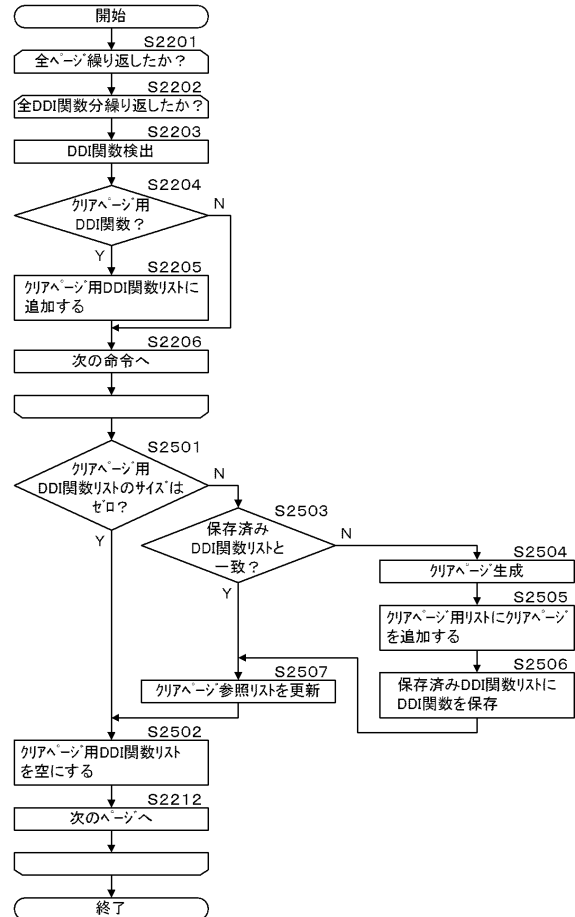 開始
S2201
全ページ繰り返したか？
S2202
全DDI関数分繰り返したか？
S2203
DDI関数検出
S2204
クリアページ用
DDI関数？
N
Y
S2205
クリアページ用DDI関数リストに
追加する
S2206
次の命令へ
S2501
クリアページ用
DDI関数リストのサイズは
ゼロ？
N
Y
S2503
保存済み
DDI関数リストと
一致？
N
Y
S2504
クリアページ生成
S2505
クリアページ用リストにクリアページ
を追加する
S2506
保存済みDDI関数リストに
DDI関数を保存
S2507
クリアページ参照リストを更新
S2502
クリアページ用DDI関数リスト
を空にする
S2212
次のページへ
終了